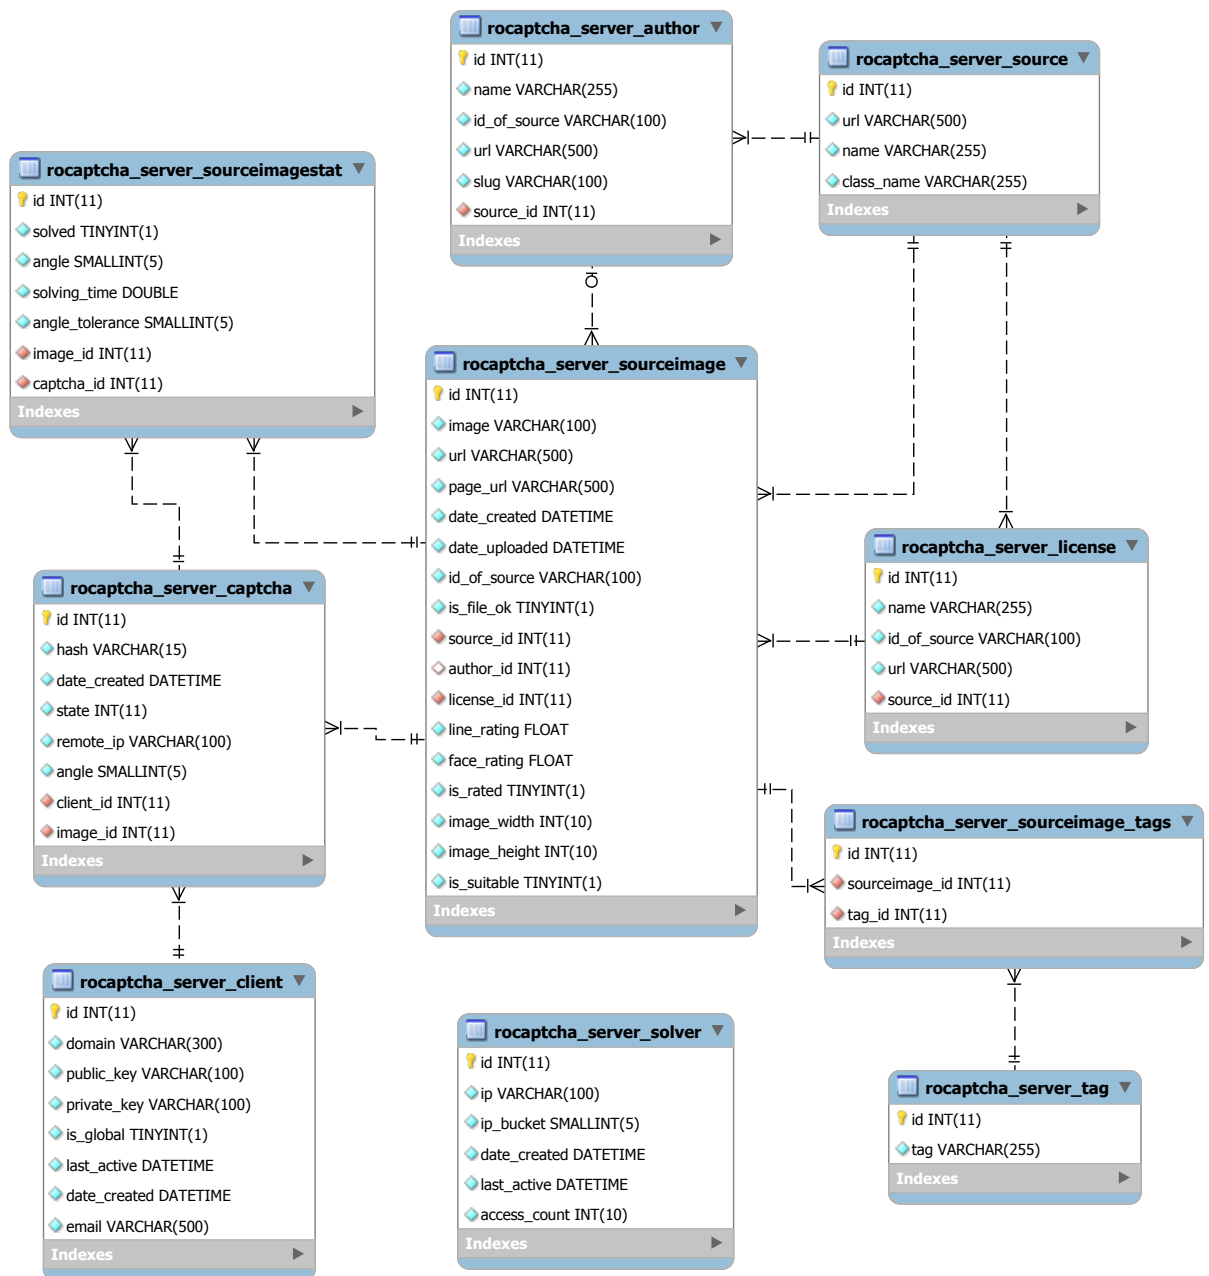 rocaptcha_server_author
id INT(11)
name VARCHAR(255)
id_of_source VARCHAR(100)
url VARCHAR(500)
slug VARCHAR(100)
source_id INT(11)
Indexes
rocaptcha_server_source
id INT(11)
url VARCHAR(500)
name VARCHAR(255)
class_name VARCHAR(255)
Indexes
rocaptcha_server_sourceimagestat
id INT(11)
solved TINYINT(1)
angle SMALLINT(5)
solving_time DOUBLE
angle_tolerance SMALLINT(5)
image_id INT(11)
captcha_id INT(11)
Indexes
rocaptcha_server_sourceimage
id INT(11)
image VARCHAR(100)
url VARCHAR(500)
page_url VARCHAR(500)
date_created DATETIME
date_uploaded DATETIME
id_of_source VARCHAR(100)
is_file_ok TINYINT(1)
source_id INT(11)
author_id INT(11)
license_id INT(11)
line_rating FLOAT
face_rating FLOAT
is_rated TINYINT(1)
image_width INT(10)
image_height INT(10)
is_suitable TINYINT(1)
Indexes
rocaptcha_server_license
id INT(11)
name VARCHAR(255)
id_of_source VARCHAR(100)
url VARCHAR(500)
source_id INT(11)
Indexes
rocaptcha_server_captcha
id INT(11)
hash VARCHAR(15)
date_created DATETIME
state INT(11)
remote_ip VARCHAR(100)
angle SMALLINT(5)
client_id INT(11)
image_id INT(11)
Indexes
rocaptcha_server_sourceimage_tags
id INT(11)
sourceimage_id INT(11)
tag_id INT(11)
Indexes
rocaptcha_server_client
id INT(11)
domain VARCHAR(300)
public_key VARCHAR(100)
private_key VARCHAR(100)
is_global TINYINT(1)
last_active DATETIME
date_created DATETIME
email VARCHAR(500)
Indexes
rocaptcha_server_solver
id INT(11)
ip VARCHAR(100)
ip_bucket SMALLINT(5)
date_created DATETIME
last_active DATETIME
access_count INT(10)
Indexes
rocaptcha_server_tag
id INT(11)
tag VARCHAR(255)
Indexes